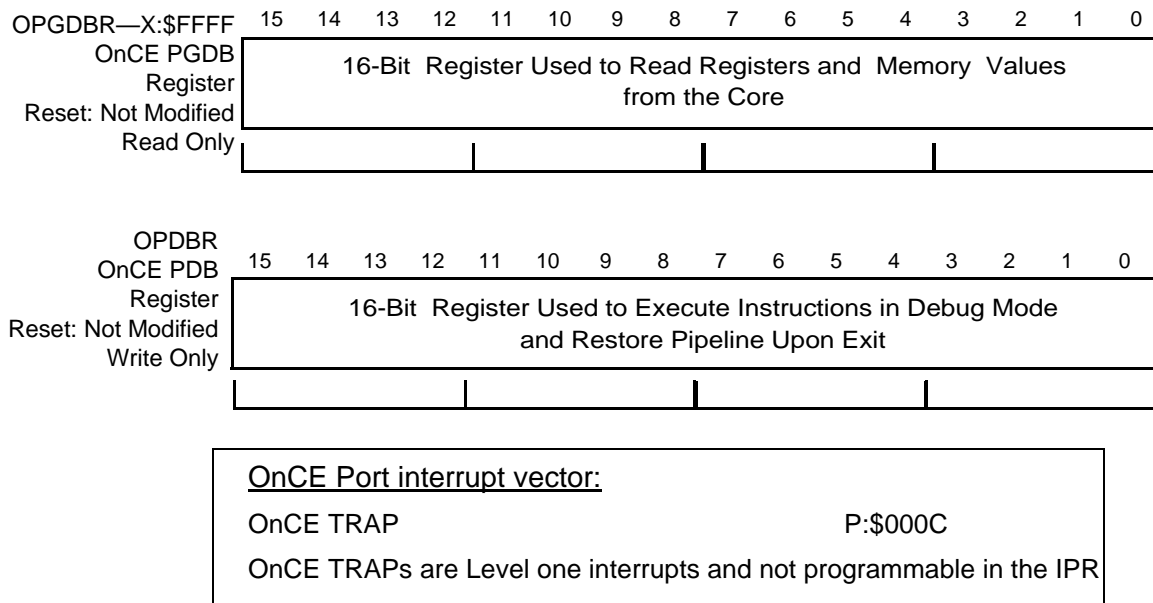 OPGDBR—X:$FFFF
OnCE PGDB
Register
Reset: Not Modified
Read Only
15 14 13 12 11 10 9 8 7 6 5 4 3 2 1 0
16-Bit Register Used to Read Registers and Memory Values
from the Core
OPDBR
OnCE PDB
Register
Reset: Not Modified
Write Only
15 14 13 12 11 10 9 8 7 6 5 4 3 2 1 0
16-Bit Register Used to Execute Instructions in Debug Mode
and Restore Pipeline Upon Exit
OnCE Port interrupt vector:
OnCE TRAP P:$000C
OnCE TRAPs are Level one interrupts and not programmable in the IPR